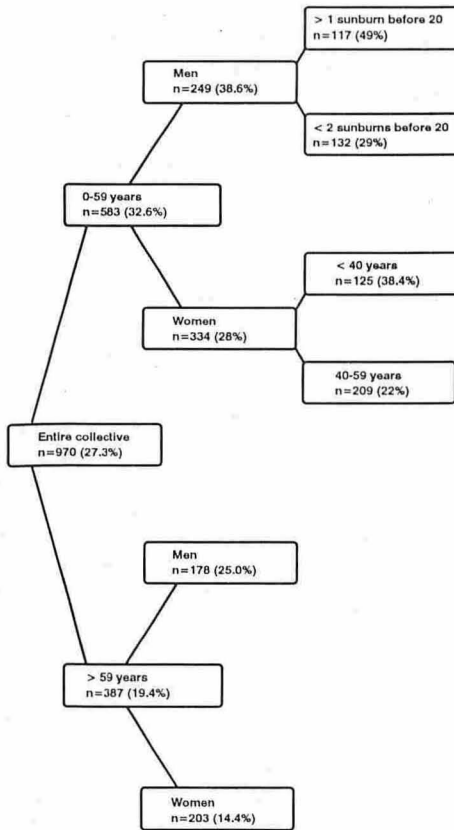 > 1 sunburn before 20
n=117 (49%)
Men
n=249 (38.6%)
< 2 sunburns before 20
n=132 (29%)
0-59 years
n=583 (32.6%)
< 40 years
n=125 (38.4%)
Women
n=334 (28%)
40-59 years
n=209 (22%)
Entire collective
n=970 (27.3%)
Men
n=178 (25.0%)
> 59 years
n=387 (19.4%)
Women
n=203 (14.4%)